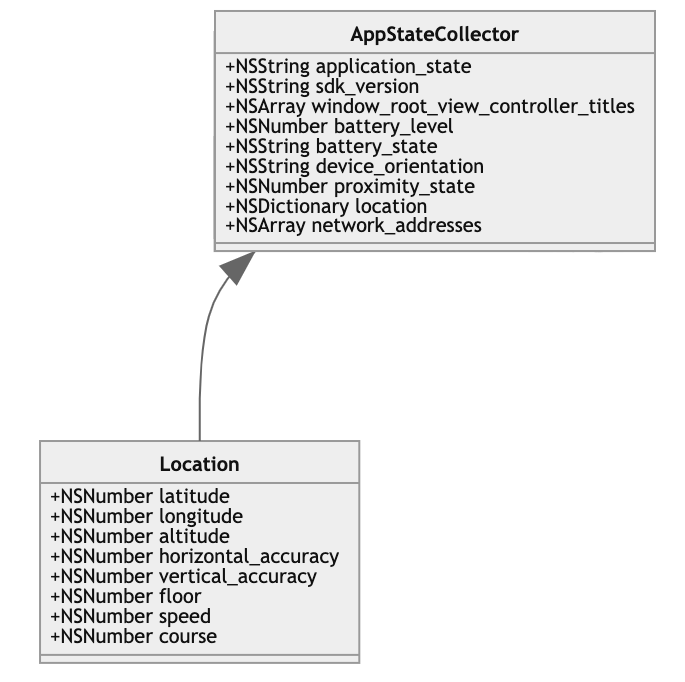 AppStateCollector
+NSString application_state
+NSString sdk_version
+NSArray window_root_view_controller_titles
+NSNumber battery_level
+NSString battery_state
+NSString device_orientation
+NSNumber proximity_state
+NSDictionary location
+NSArray network_addresses
Location
+NSNumber latitude
+NSNumber longitude
+NSNumber altitude
+NSNumber horizontal_accuracy
+NSNumber vertical_accuracy
+NSNumber floor
+NSNumber speed
+NSNumber course